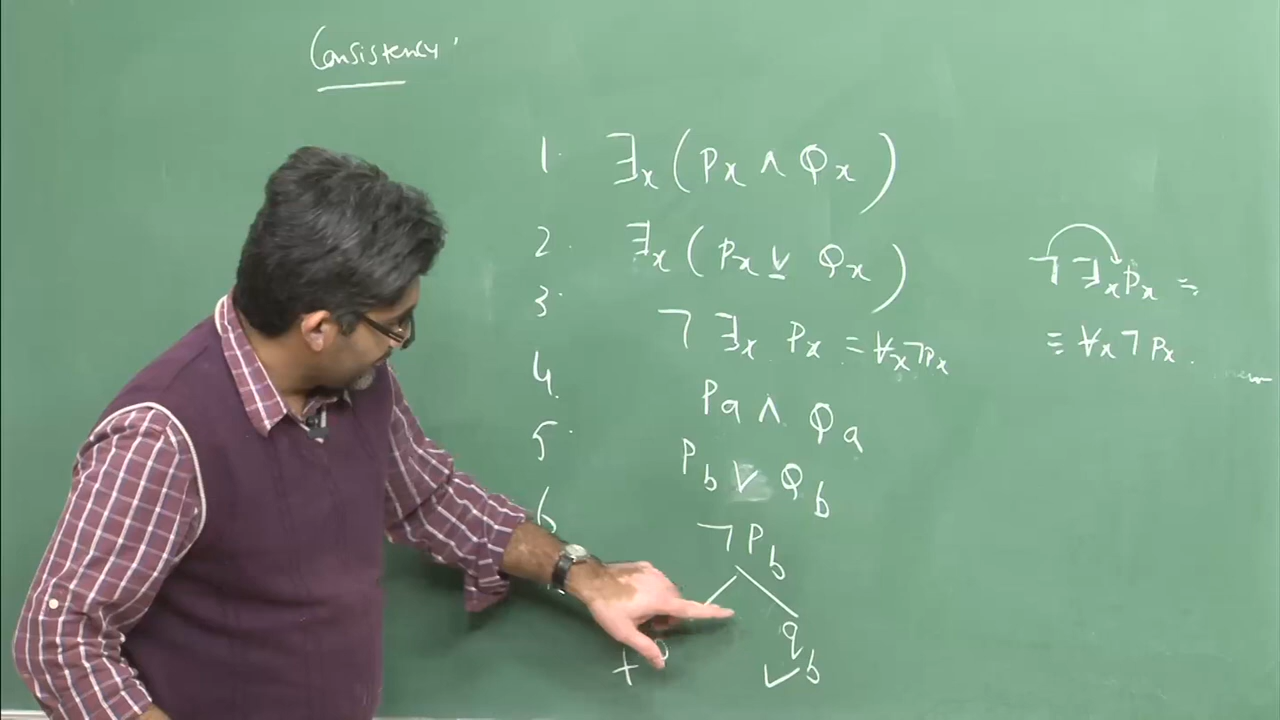 Consistency.
1. ∃x (Px ∧ Qx)
2. ∃x (Px ∨ Qx)
3. ¬∃x Px = ∀x ¬Px
4. Pa ∧ Qa
5. Pb ∨ Qb
6 ¬Pb
qb
+ ✓
¬∃x Px ≡
≡ ∀x ¬Px.